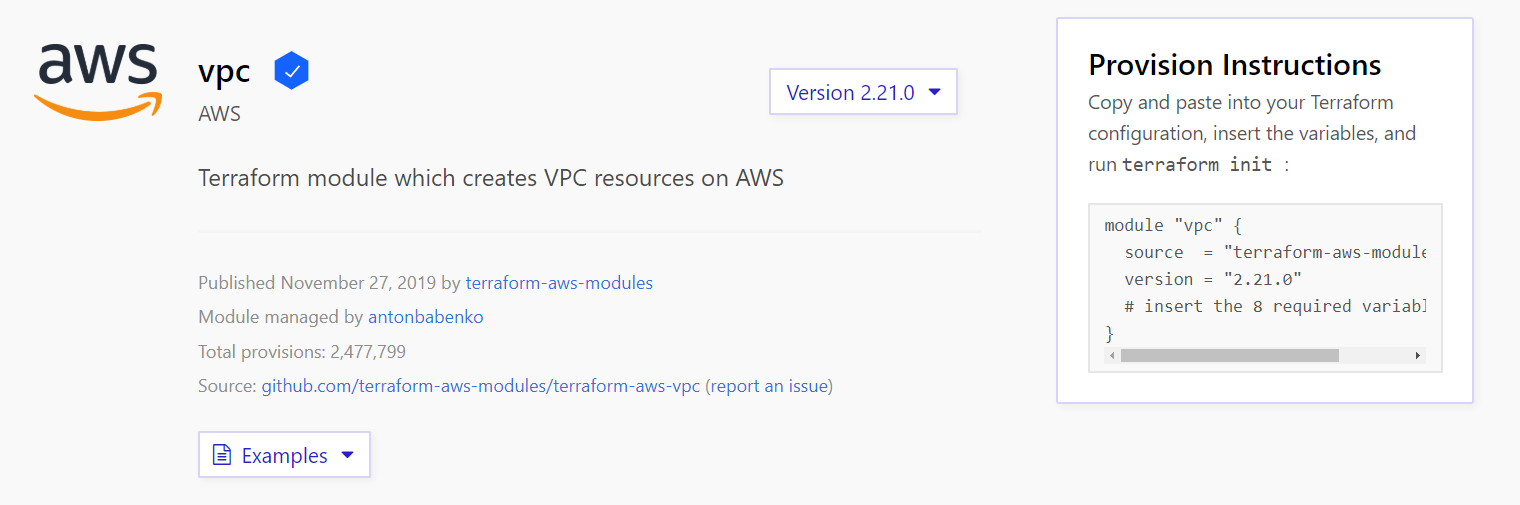 aws
vpc
AWS
Version 2.21.0
Terraform module which creates VPC resources on AWS
Published November 27, 2019 by terraform-aws-modules
Module managed by antonbabenko
Total provisions: 2,477,799
Source: github.com/terraform-aws-modules/terraform-aws-vpc (report an issue)
Examples
Provision Instructions
Copy and paste into your Terraform
configuration, insert the variables, and
run terraform init :
module "vpc" {
  source  = "terraform-aws-module
  version = "2.21.0"
  # insert the 8 required variabl
}